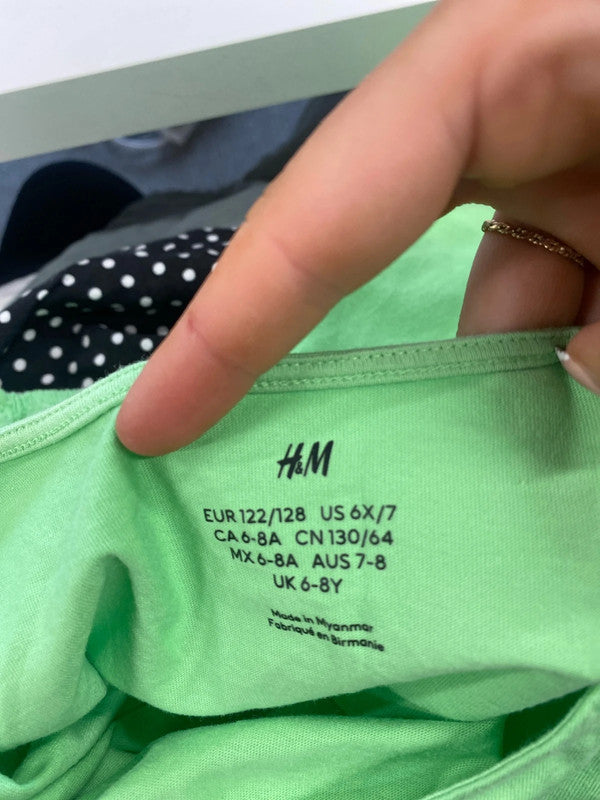 H&M
EUR 122/128 US 6X/7
CA 6-8A CN 130/64
MX 6-8A AUS 7-8
UK 6-8Y
Made in Myanmar
Fabriqué en Birmanie